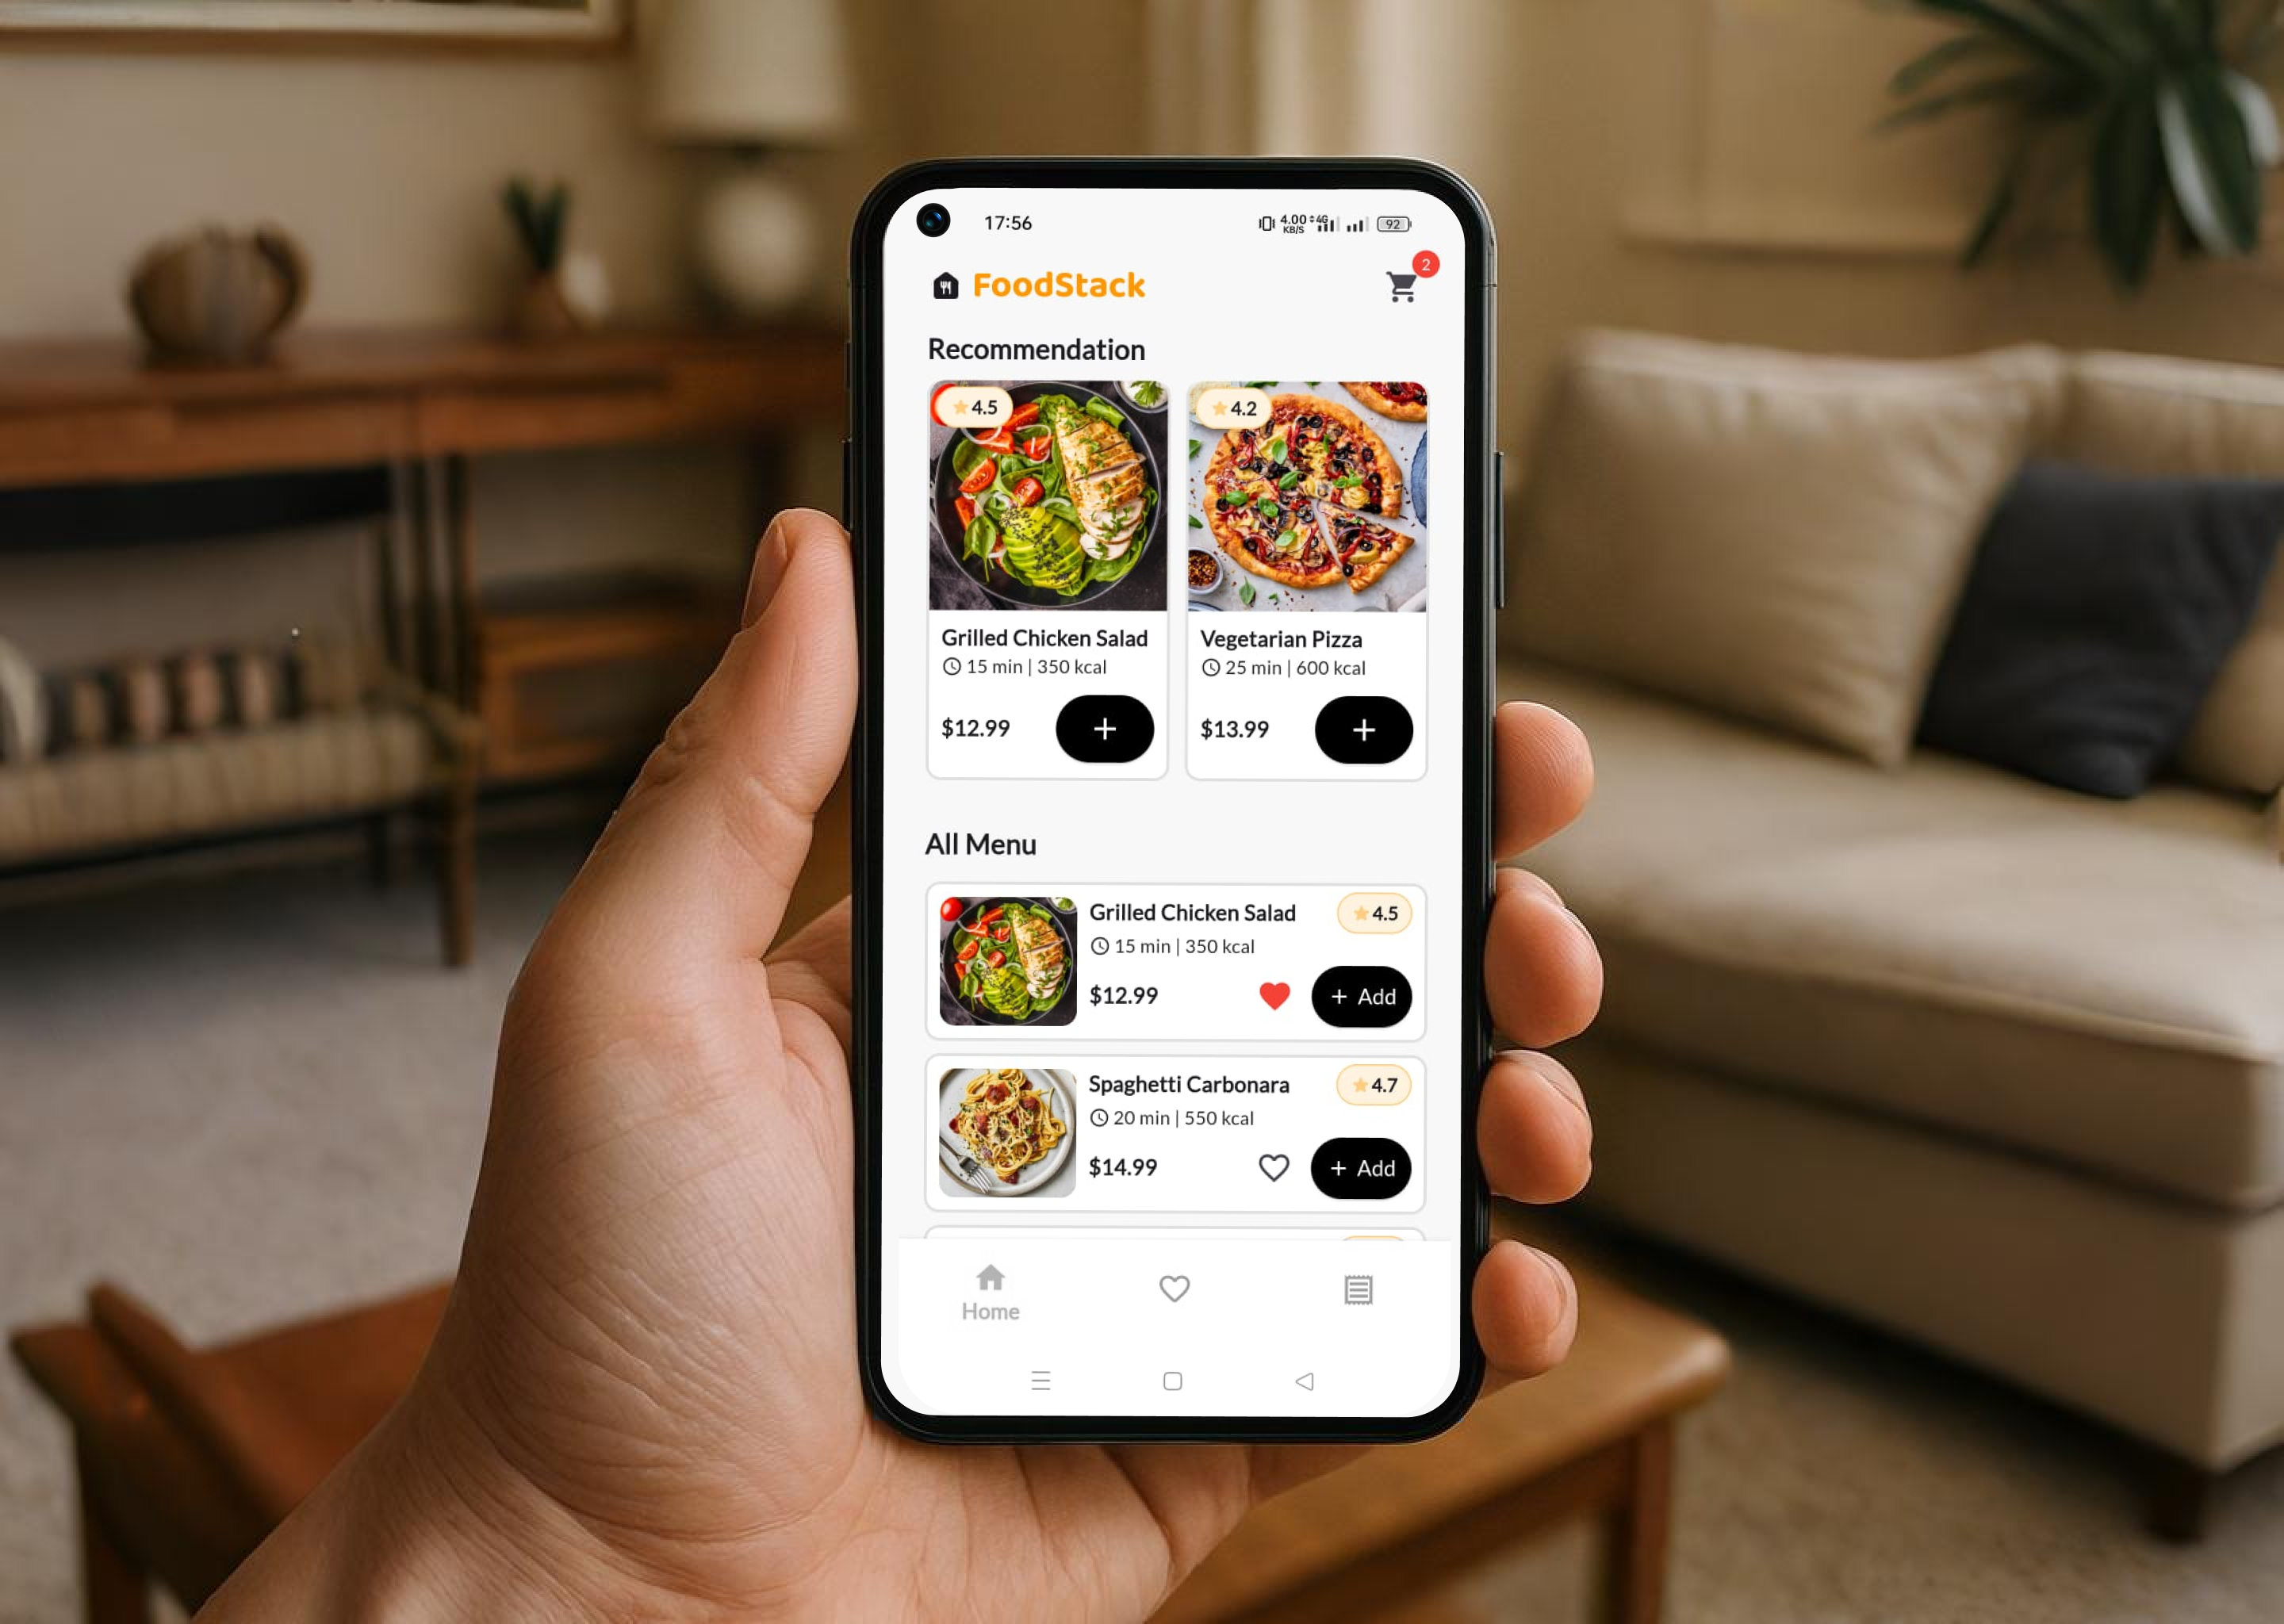 17:56 4.00 KB/S 4G 92
FoodStack 2
Recommendation
4.5
4.2
Grilled Chicken Salad
15 min | 350 kcal
$12.99 +
Vegetarian Pizza
25 min | 600 kcal
$13.99 +
All Menu
Grilled Chicken Salad 4.5
15 min | 350 kcal
$12.99 + Add
Spaghetti Carbonara 4.7
20 min | 550 kcal
$14.99 + Add
Home